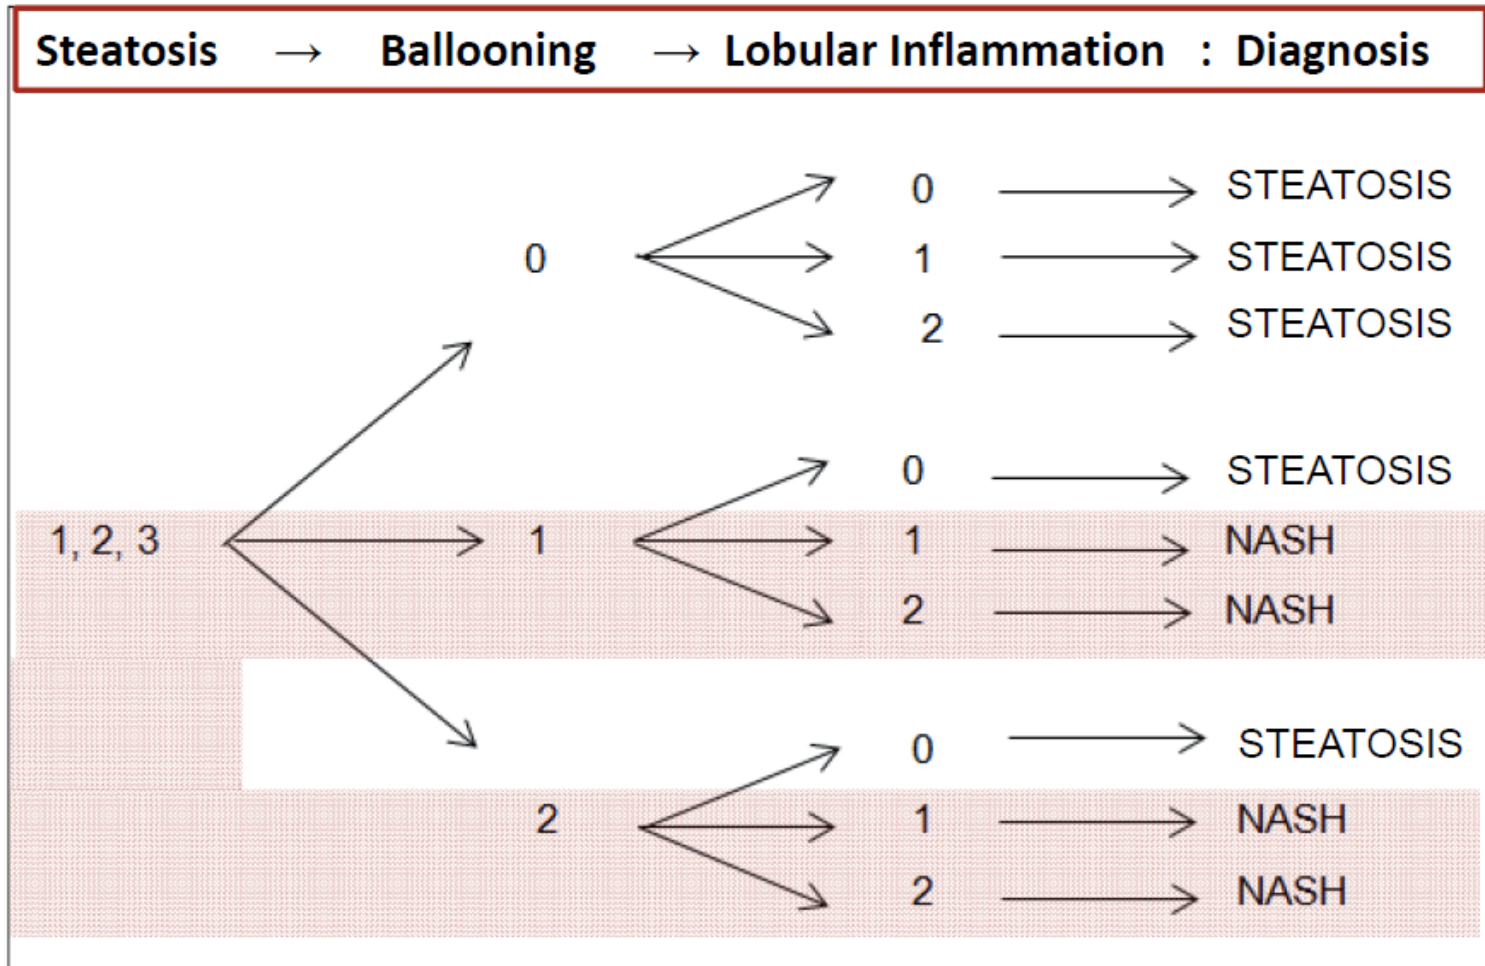 Steatosis → Ballooning → Lobular Inflammation : Diagnosis
0 STEATOSIS
0 1 STEATOSIS
2 STEATOSIS
0 STEATOSIS
1, 2, 3 1 1 NASH
2 NASH
0 STEATOSIS
2 1 NASH
2 NASH